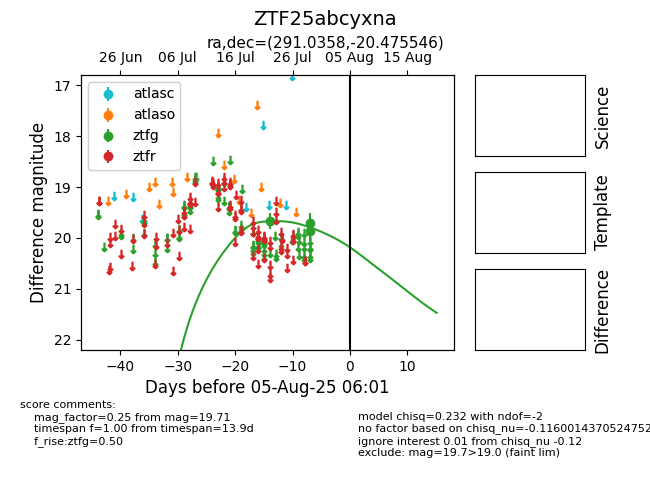 ZTF25abcyxna
ra,dec=(291.0358,-20.475546)
26 Jun 06 Jul 16 Jul 26 Jul 05 Aug 15 Aug
atlasc
atlaso
ztfg
ztfr
17
18
19
20
21
22
Difference magnitude
−40 −30 −20 −10 0 10
Days before 05-Aug-25 06:01
Science
Template
Difference
score comments:
mag_factor=0.25 from mag=19.71
timespan f=1.00 from timespan=13.9d
f_rise:ztfg=0.50
model chisq=0.232 with ndof=-2
no factor based on chisq_nu=-0.1160014370524752
ignore interest 0.01 from chisq_nu -0.12
exclude: mag=19.7>19.0 (faint lim)